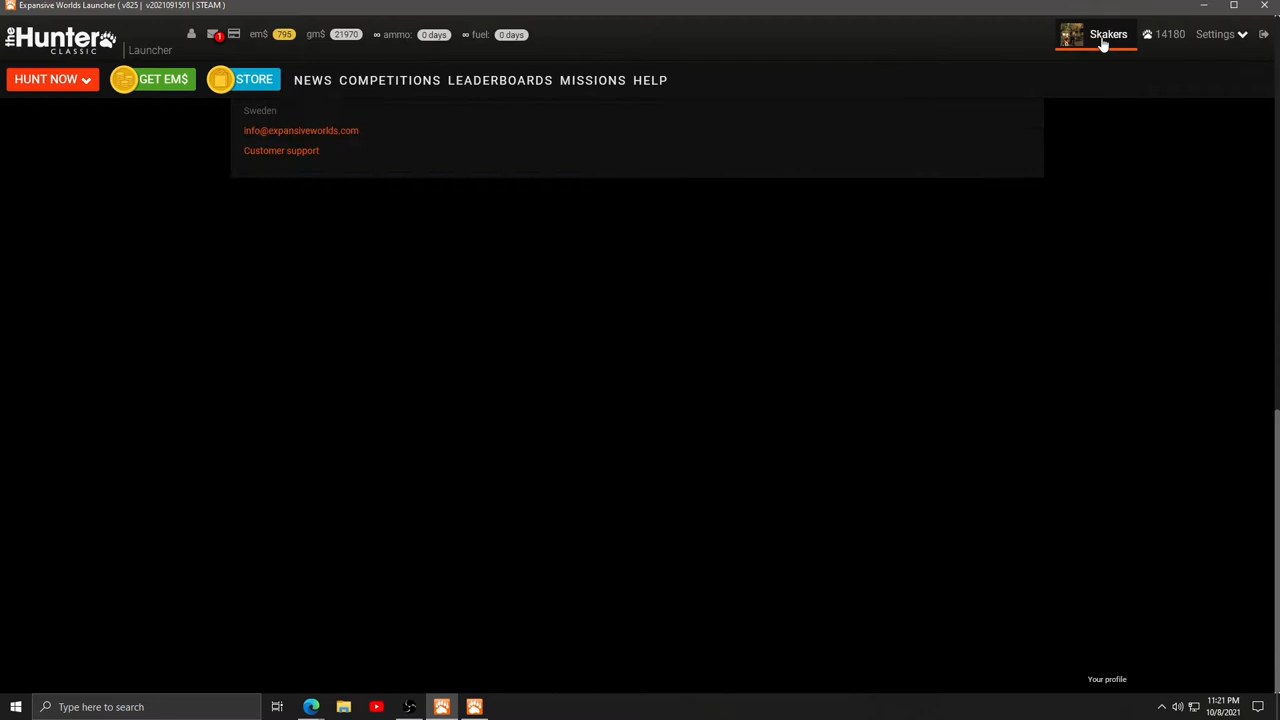 Expansive Worlds Launcher ( v825 | v2021091501 | STEAM )
theHunter CLASSIC | Launcher
1 em$ 795 gm$ 21970 ∞ ammo: 0 days ∞ fuel: 0 days
Skakers 14180 Settings
HUNT NOW GET EM$ STORE NEWS COMPETITIONS LEADERBOARDS MISSIONS HELP
Sweden
info@expansiveworlds.com
Customer support
Your profile
Type here to search
11:21 PM
10/8/2021